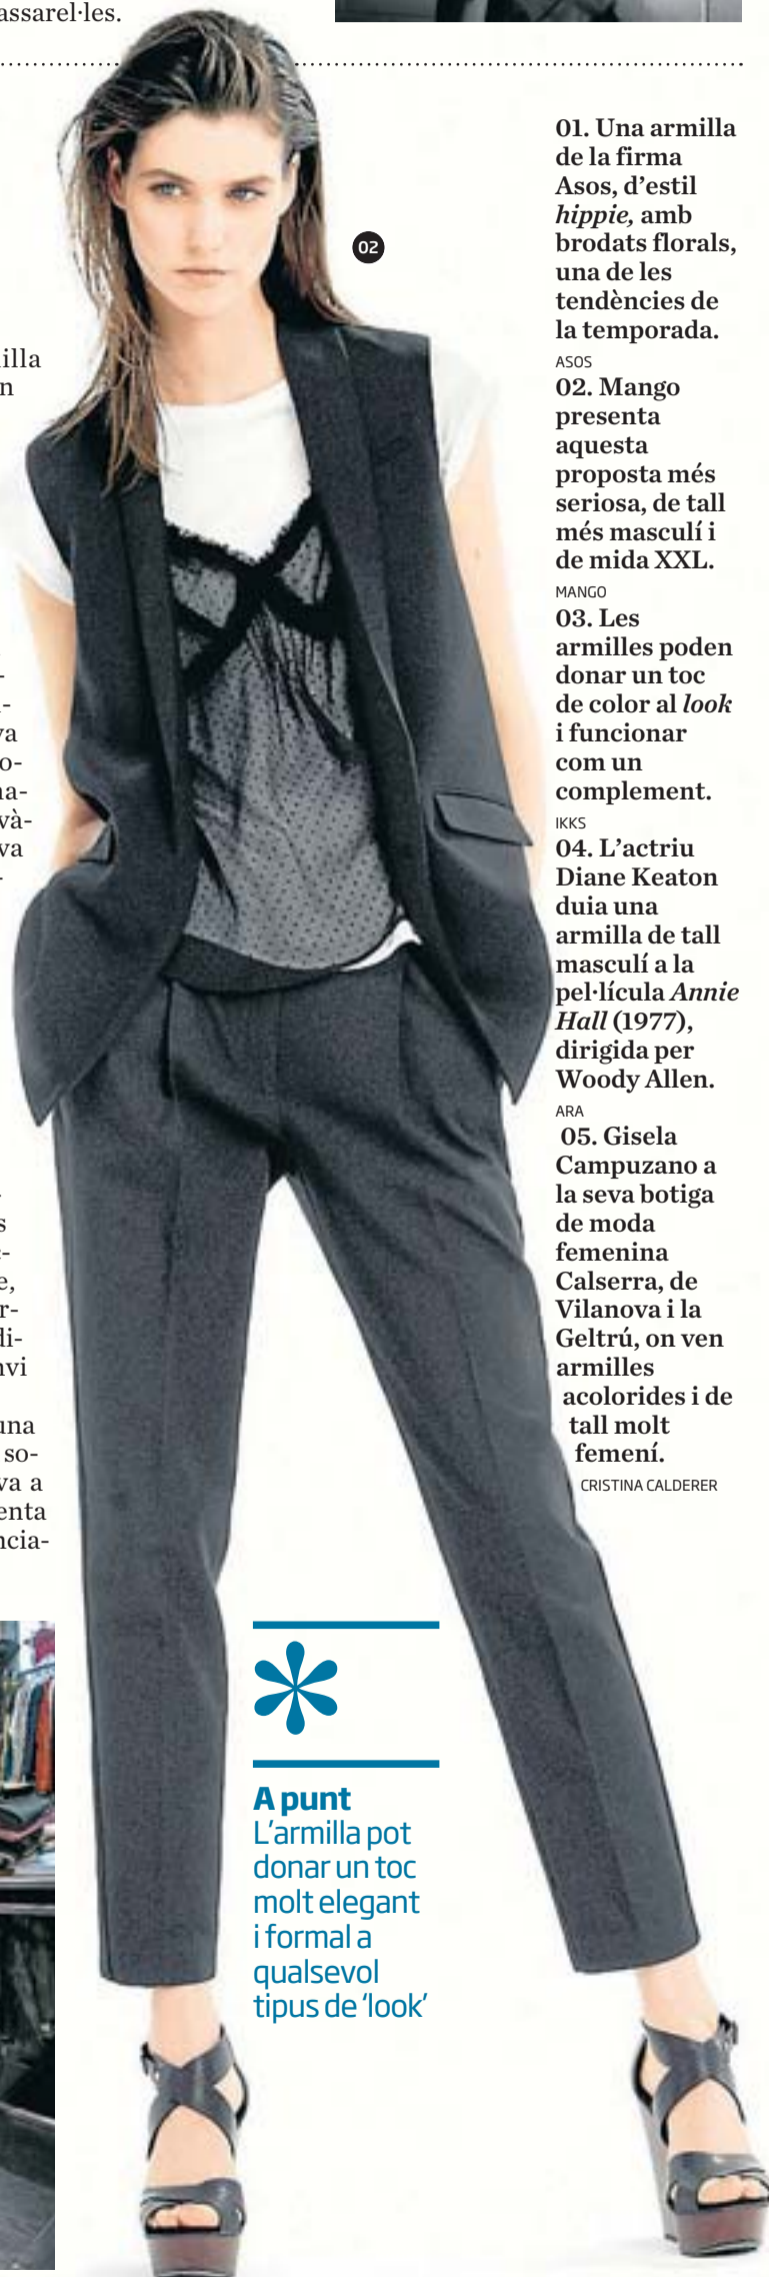 02
01. Una armilla
de la firma
Asos, d’estil
hippie, amb
brodats florals,
una de les
tendències de
la temporada.
ASOS
02. Mango
presenta
aquesta
proposta més
seriosa, de tall
més masculí i
de mida XXL.
MANGO
03. Les
armilles poden
donar un toc
de color al look
i funcionar
com un
complement.
IKKS
04. L’actriu
Diane Keaton
duia una
armilla de tall
masculí a la
pel·lícula Annie
Hall (1977),
dirigida per
Woody Allen.
ARA
05. Gisela
Campuzano a
la seva botiga
de moda
femenina
Calserra, de
Vilanova i la
Geltrú, on ven
armilles
acolorides i de
tall molt
femení.
CRISTINA CALDERER
A punt
L’armilla pot
donar un toc
molt elegant
i formal a
qualsevol
tipus de ‘look’